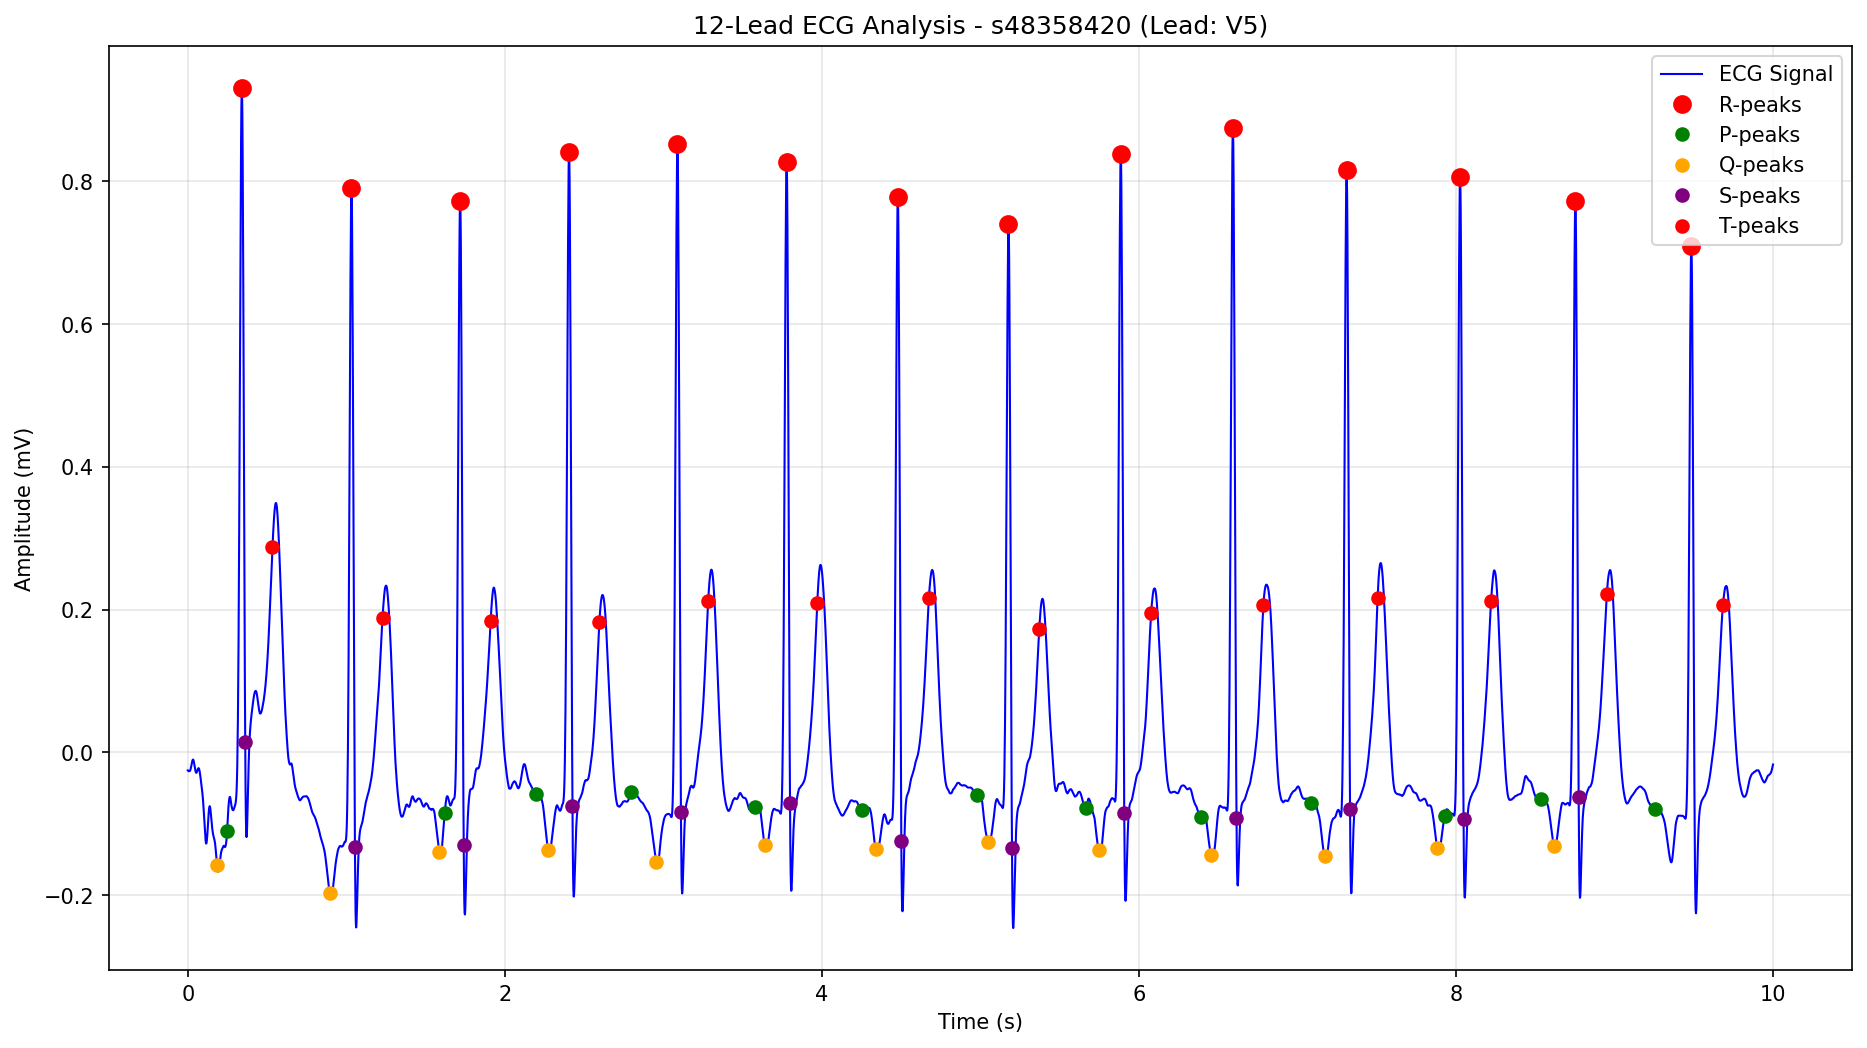 12-Lead ECG Analysis - s48358420 (Lead: V5)
ECG Signal
R-peaks
P-peaks
Q-peaks
S-peaks
T-peaks
Amplitude (mV)
0.8
0.6
0.4
0.2
0.0
−0.2
0 2 4 6 8 10
Time (s)